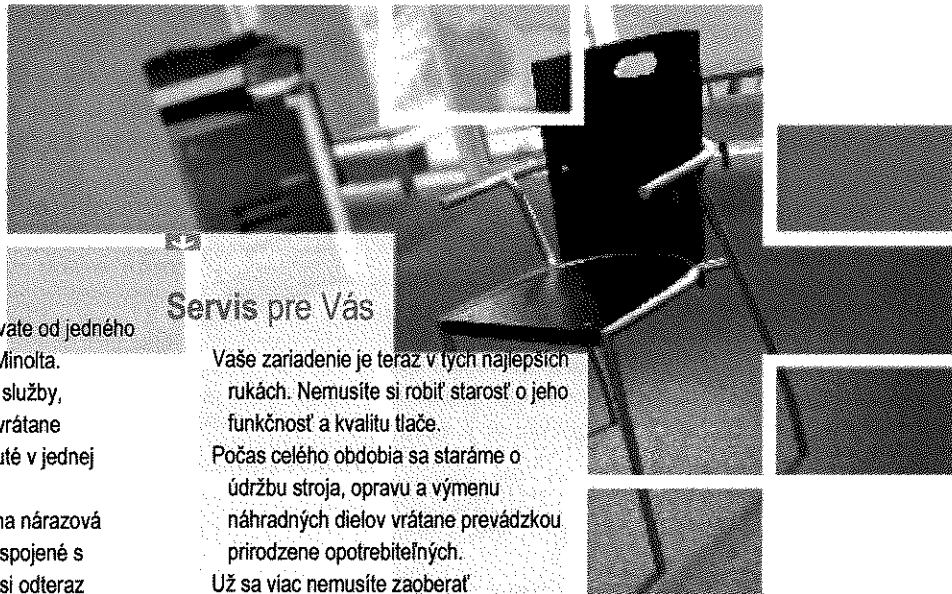 vate od jedného
Minolta.
služby,
vrátane
uté v jednej
na nárazová
spojené s
si odteraz
Servis pre Vás
Vaše zariadenie je teraz v tých najlepších
rukách. Nemusíte si robiť starosť o jeho
funkčnosť a kvalitu tlače.
Počas celého obdobia sa staráme o
údržbu stroja, opravu a výmenu
náhradných dielov vrátane prevádzkou
prirodzene opotrebiteľných.
Už sa viac nemusíte zaoberať